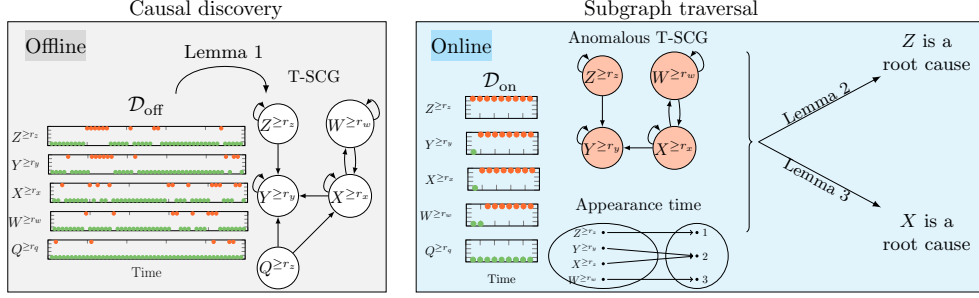 Causal discovery
Offline
Lemma 1
T-SCG
𝒟off
Z≥rz
Y≥ry
X≥rx
W≥rw
Q≥rq
Time
Z≥rz
W≥rw
Y≥ry
X≥rx
Q≥rz
Subgraph traversal
Online
Anomalous T-SCG
𝒟on
Z≥rz
Y≥ry
X≥rx
W≥rw
Q≥rq
Time
Z≥rz
W≥rw
Y≥ry
X≥rx
Appearance time
Z≥rz
1
Y≥ry
2
X≥rz
W≥rw
3
Lemma 2
Lemma 3
Z is a
root cause
X is a
root cause